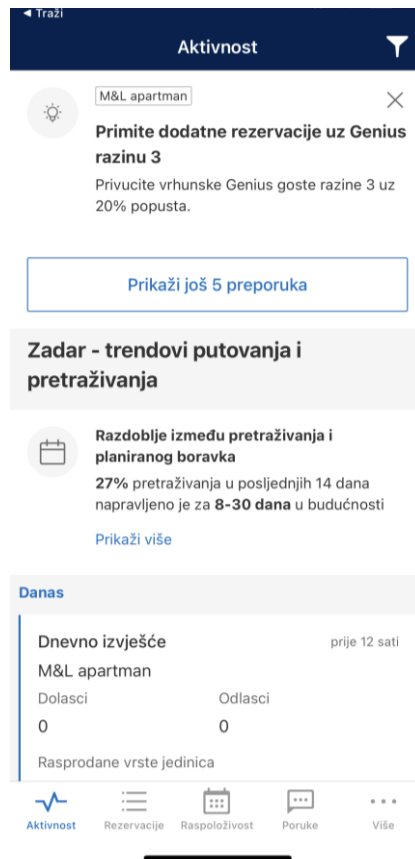 ◄ Traži
Aktivnost
M&L apartman
Primite dodatne rezervacije uz Genius
razinu 3
Privucite vrhunske Genius goste razine 3 uz
20% popusta.
Prikaži još 5 preporuka
Zadar - trendovi putovanja i
pretraživanja
Razdoblje između pretraživanja i
planiranog boravka
27% pretraživanja u posljednjih 14 dana
napravljeno je za 8-30 dana u budućnosti
Prikaži više
Danas
Dnevno izvješće prije 12 sati
M&L apartman
Dolasci Odlasci
0 0
Rasprodane vrste jedinica
Aktivnost Rezervacije Raspoloživost Poruke Više